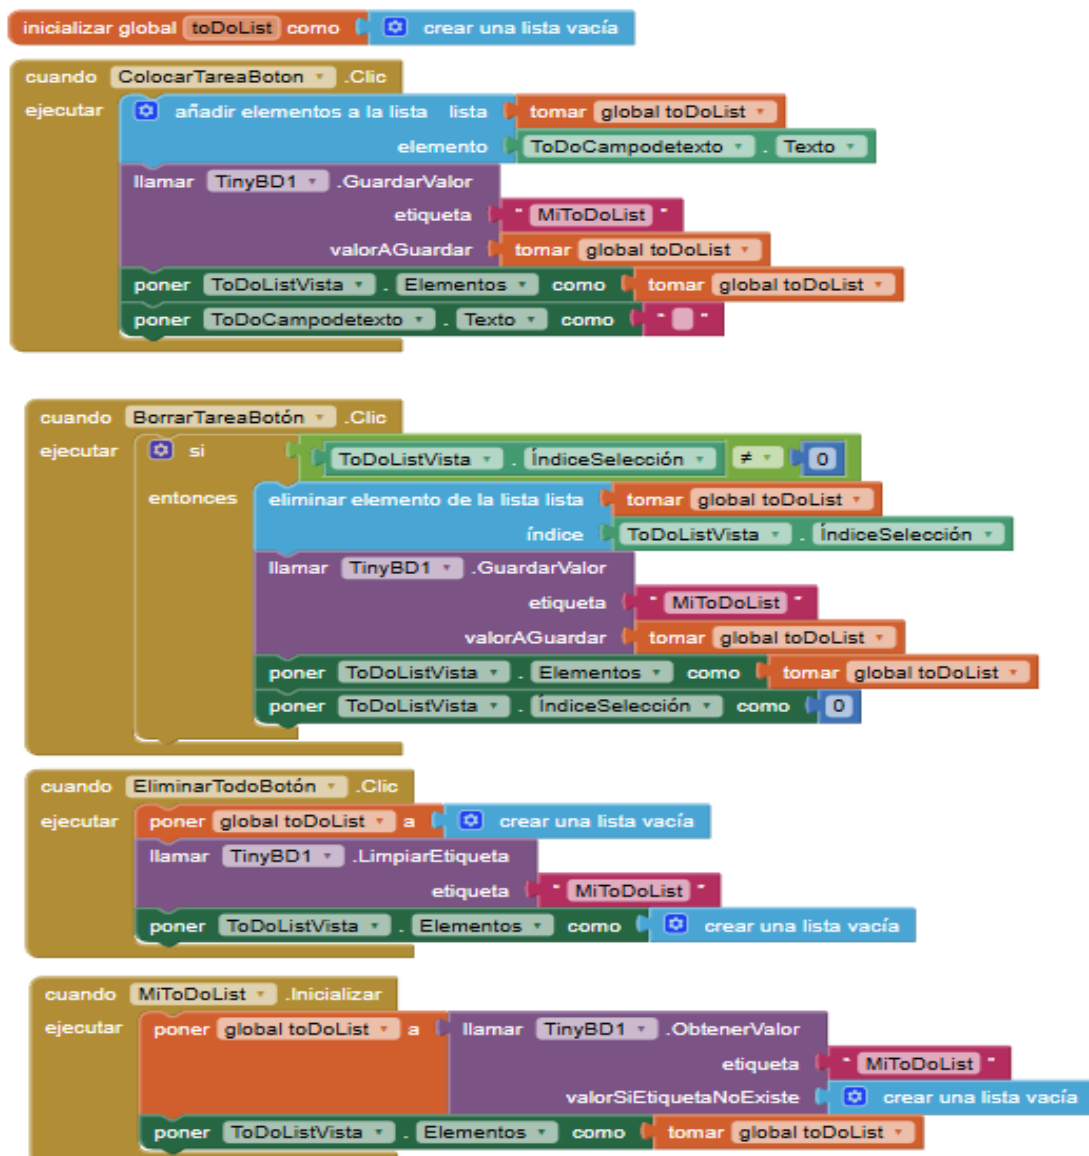 inicializar global toDoList como crear una lista vacía
cuando ColocarTareaBoton .Clic
ejecutar añadir elementos a la lista lista tomar global toDoList
elemento ToDoCampodetexto . Texto
llamar TinyBD1 .GuardarValor
etiqueta " MiToDoList "
valorAGuardar tomar global toDoList
poner ToDoListVista . Elementos como tomar global toDoList
poner ToDoCampodetexto . Texto como " "
cuando BorrarTareaBotón .Clic
ejecutar si ToDoListVista . ÍndiceSelección ≠ 0
entonces eliminar elemento de la lista lista tomar global toDoList
índice ToDoListVista . ÍndiceSelección
llamar TinyBD1 .GuardarValor
etiqueta " MiToDoList "
valorAGuardar tomar global toDoList
poner ToDoListVista . Elementos como tomar global toDoList
poner ToDoListVista . ÍndiceSelección como 0
cuando EliminarTodoBotón .Clic
ejecutar poner global toDoList a crear una lista vacía
llamar TinyBD1 .LimpiarEtiqueta
etiqueta " MiToDoList "
poner ToDoListVista . Elementos como crear una lista vacía
cuando MiToDoList .Inicializar
ejecutar poner global toDoList a llamar TinyBD1 .ObtenerValor
etiqueta " MiToDoList "
valorSiEtiquetaNoExiste crear una lista vacía
poner ToDoListVista . Elementos como tomar global toDoList